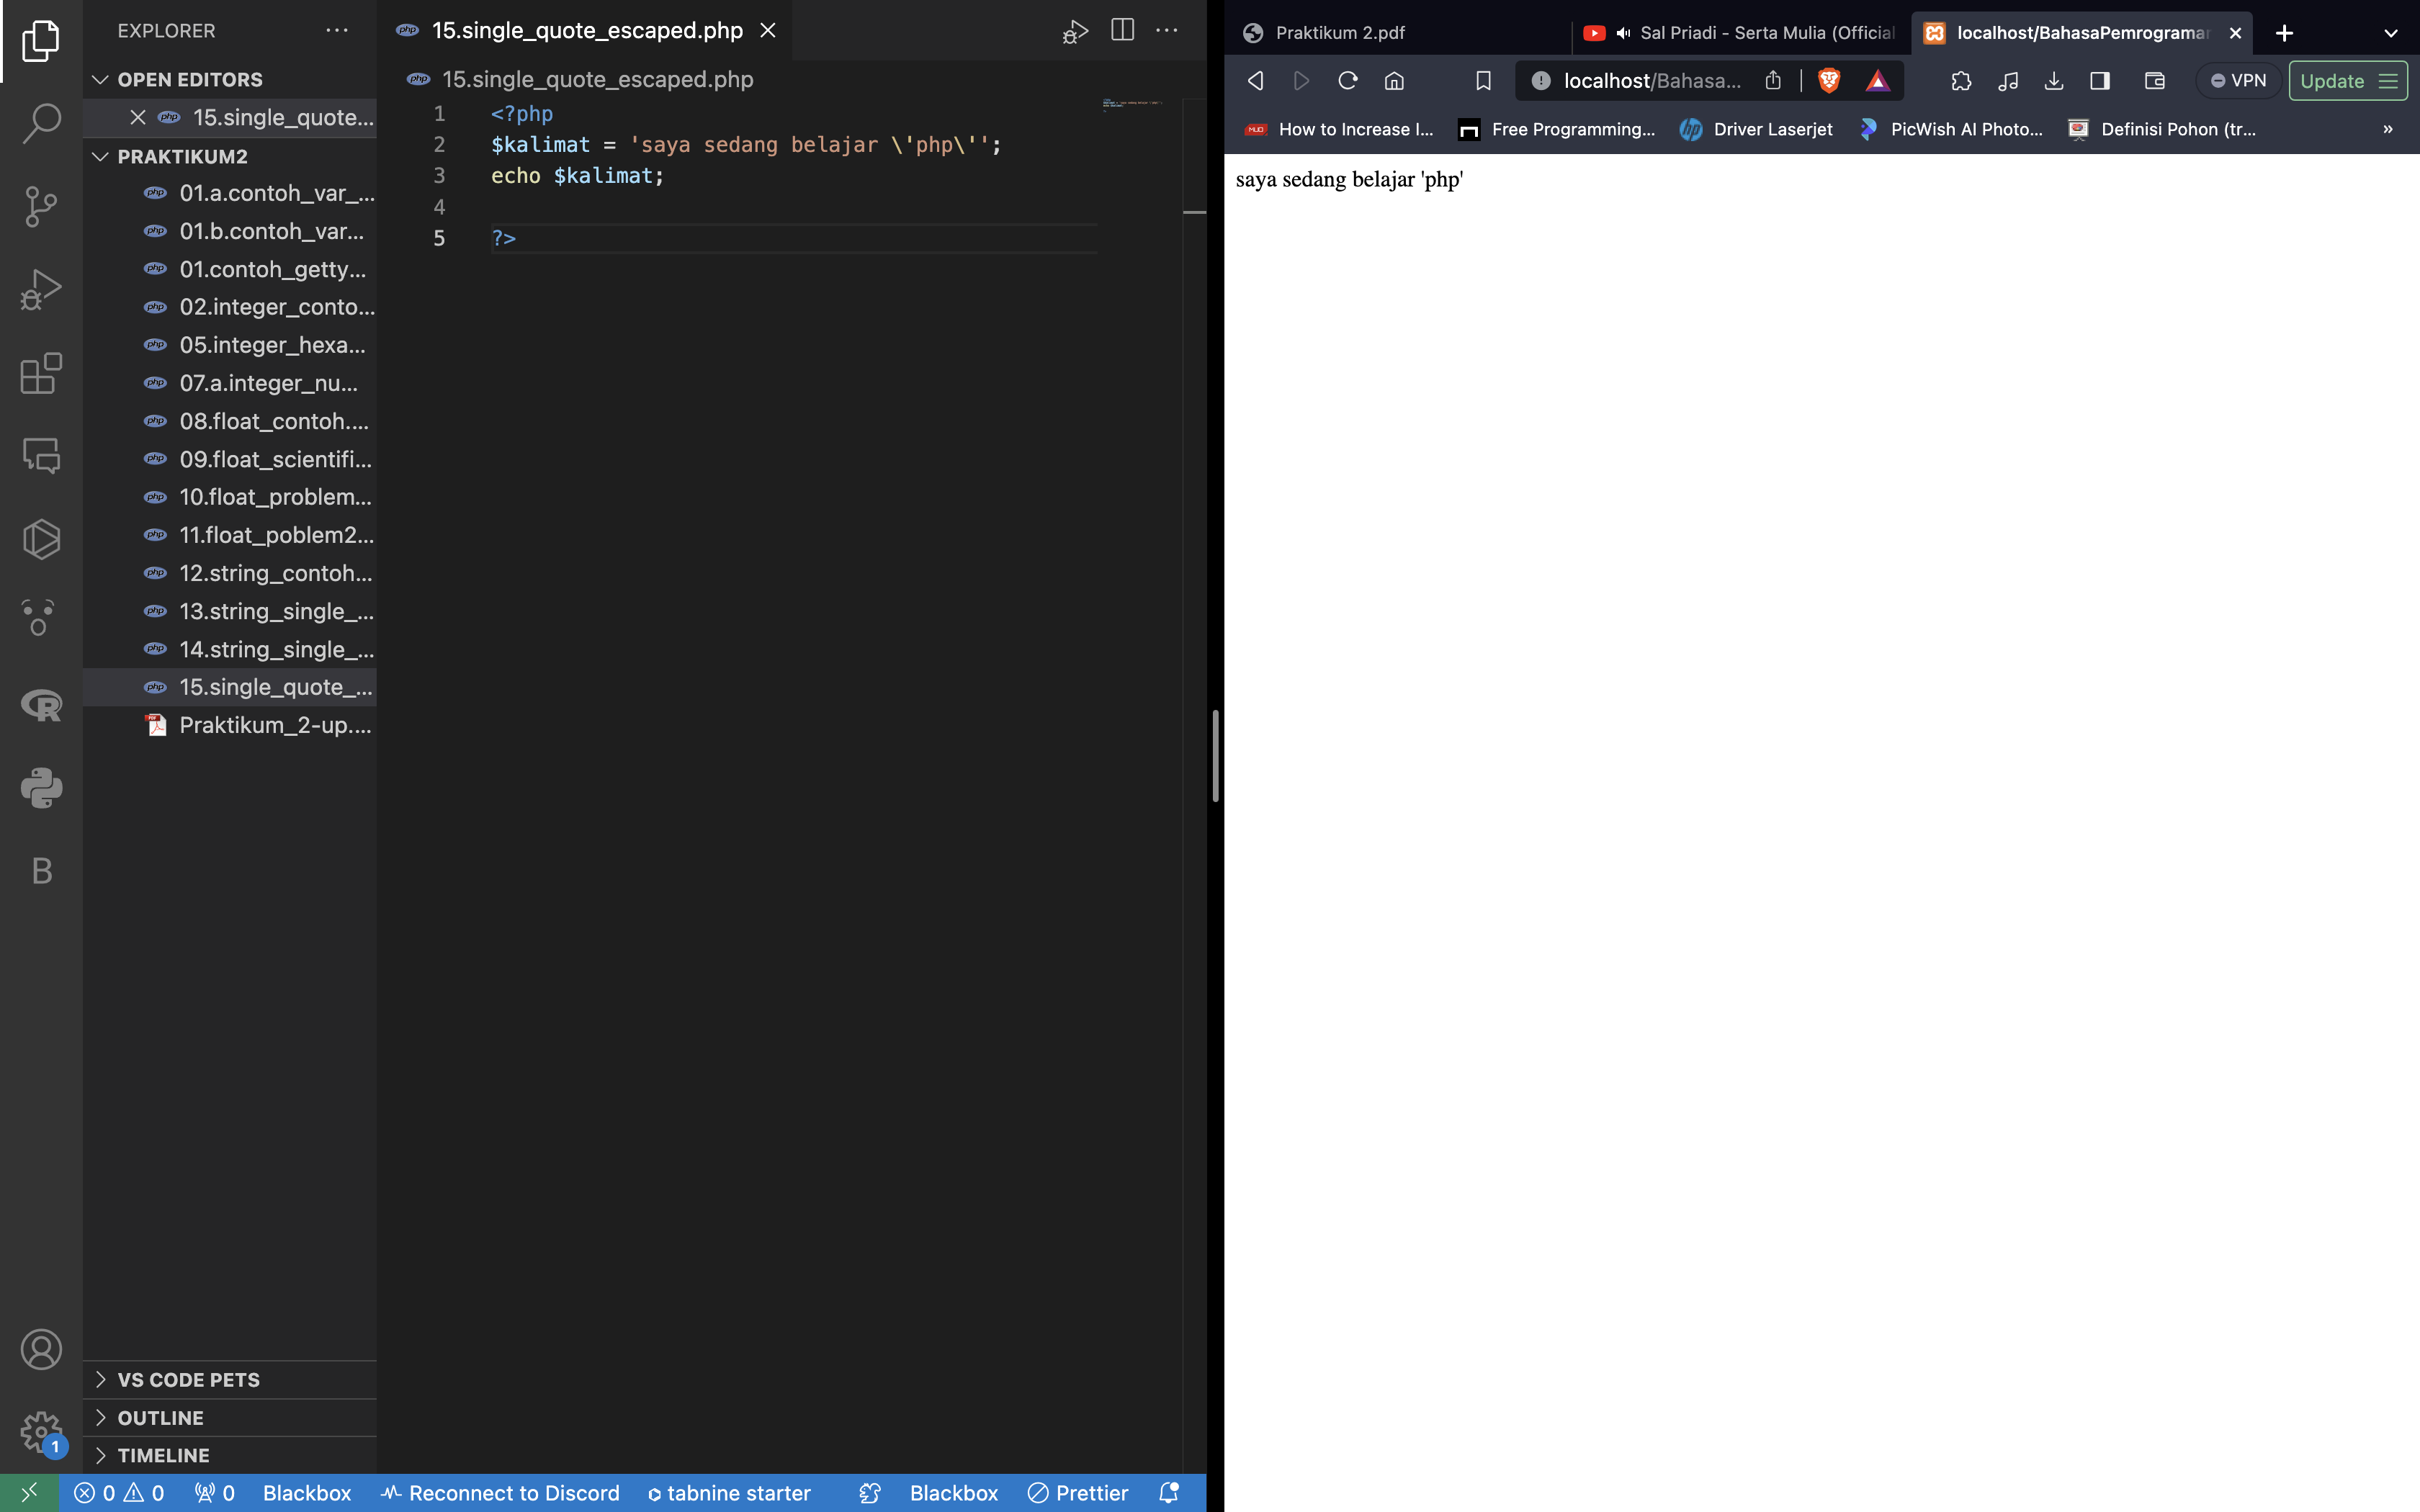 EXPLORER
OPEN EDITORS
15.single_quote...
PRAKTIKUM2
01.a.contoh_var_...
01.b.contoh_var...
01.contoh_getty...
02.integer_conto...
05.integer_hexa...
07.a.integer_nu...
08.float_contoh....
09.float_scientifi...
10.float_problem...
11.float_poblem2...
12.string_contoh...
13.string_single_...
14.string_single_...
15.single_quote_...
Praktikum_2-up....
B
VS CODE PETS
OUTLINE
TIMELINE
1
15.single_quote_escaped.php
15.single_quote_escaped.php
1 <?php
2 $kalimat = 'saya sedang belajar \'php\'';
3 echo $kalimat;
4
5 ?>
0 0 0 Blackbox Reconnect to Discord tabnine starter Blackbox Prettier
Praktikum 2.pdf Sal Priadi - Serta Mulia (Official localhost/BahasaPemrograman
localhost/Bahasa... VPN Update
How to Increase I... Free Programming... Driver Laserjet PicWish AI Photo... Definisi Pohon (tr... »
saya sedang belajar 'php'